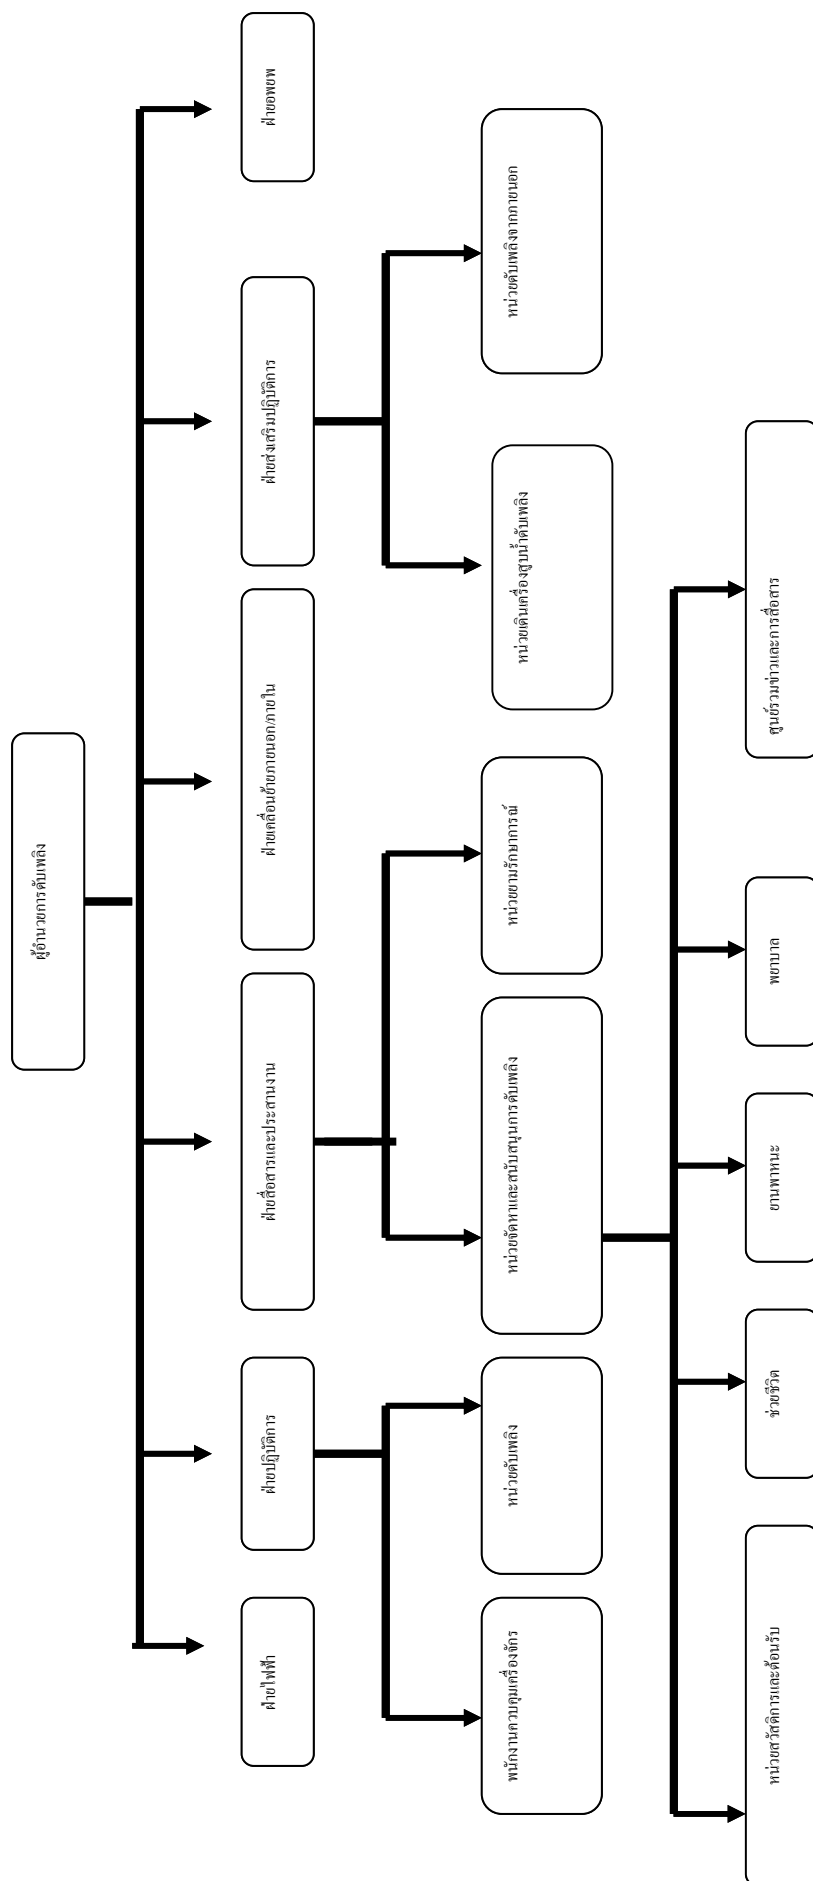 ผู้อำนวยการดับเพลิง
ฝ่ายไฟฟ้า
ฝ่ายปฏิบัติการ
ฝ่ายสื่อสารและประสานงาน
ฝ่ายเคลื่อนย้ายภายนอก/ภายใน
ฝ่ายส่งเสริมปฏิบัติการ
ฝ่ายอพยพ
พนักงานควบคุมเครื่องจักร
หน่วยดับเพลิง
หน่วยจัดหาและสนับสนุนการดับเพลิง
หน่วยยามรักษาการณ์
หน่วยเดินเครื่องสูบน้ำดับเพลิง
หน่วยดับเพลิงจากภายนอก
หน่วยสวัสดิการและต้อนรับ
ช่วยชีวิต
ยานพาหนะ
พยาบาล
ศูนย์รวมข่าวและการสื่อสาร